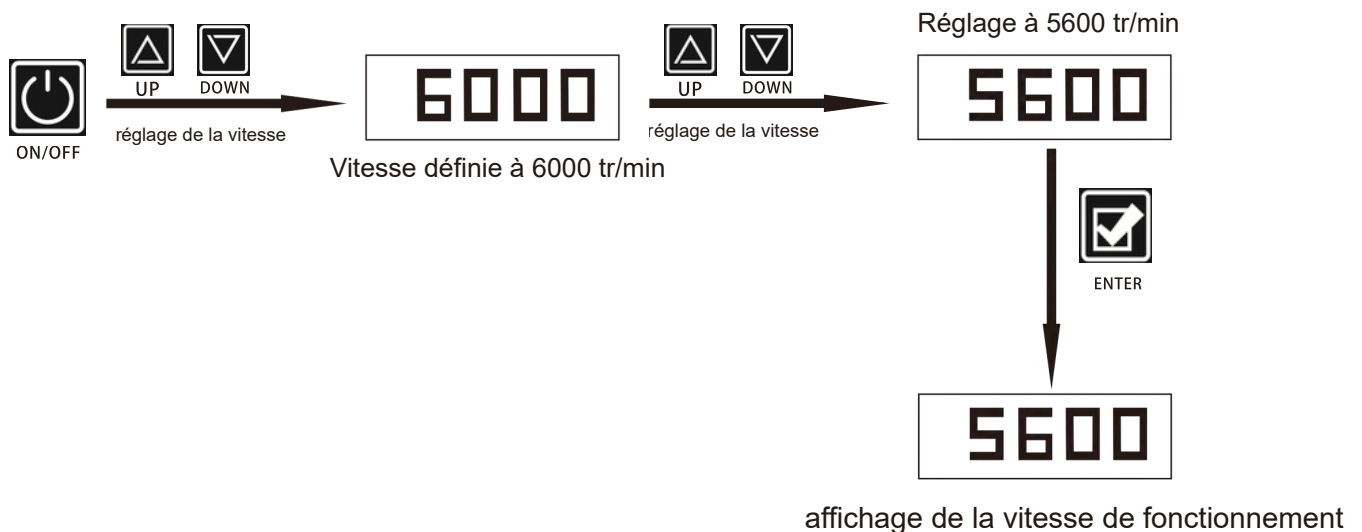 Réglage à 5600 tr/min
UP DOWN
6000
UP DOWN
5600
ON/OFF
réglage de la vitesse
réglage de la vitesse
Vitesse définie à 6000 tr/min
ENTER
5600
affichage de la vitesse de fonctionnement